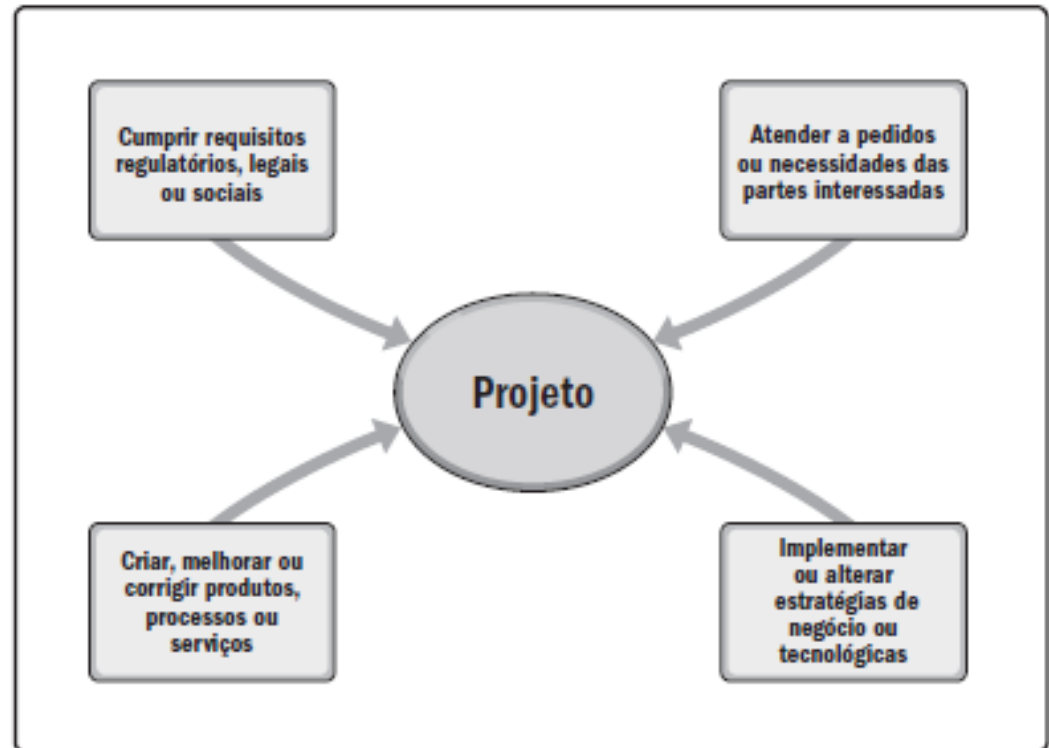 Cumprir requisitos
regulatórios, legais
ou sociais
Atender a pedidos
ou necessidades das
partes interessadas
Projeto
Criar, melhorar ou
corrigir produtos,
processos ou
serviços
Implementar
ou alterar
estratégias de
negócio ou
tecnológicas